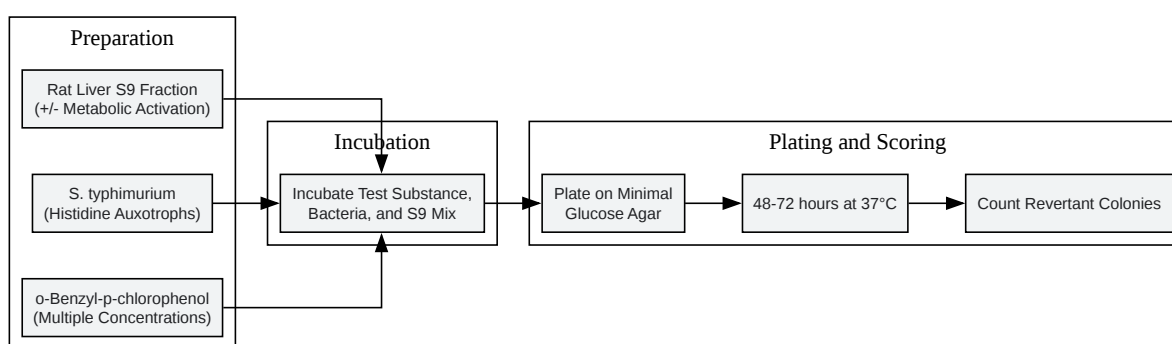 Preparation
Rat Liver S9 Fraction
(+/- Metabolic Activation)
S. typhimurium
(Histidine Auxotrophs)
o-Benzyl-p-chlorophenol
(Multiple Concentrations)
Incubation
Incubate Test Substance,
Bacteria, and S9 Mix
Plating and Scoring
Plate on Minimal
Glucose Agar
48-72 hours at 37°C
Count Revertant Colonies